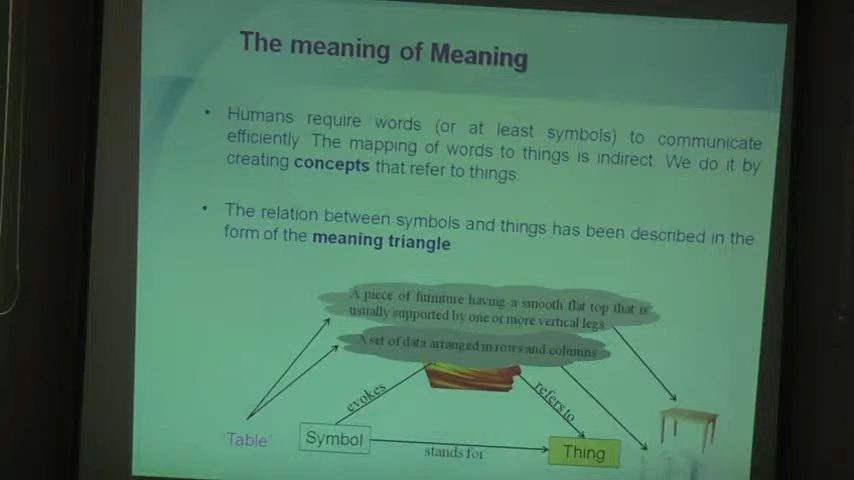 The meaning of Meaning
• Humans require words (or at least symbols) to communicate
efficiently The mapping of words to things is indirect. We do it by
creating concepts that refer to things
• The relation between symbols and things has been described in the
form of the meaning triangle
A piece of furniture having a smooth flat top that is
usually supported by one or more vertical legs
A set of data arranged in rows and columns
evokes
refers to
"Table"
Symbol
stands for
Thing